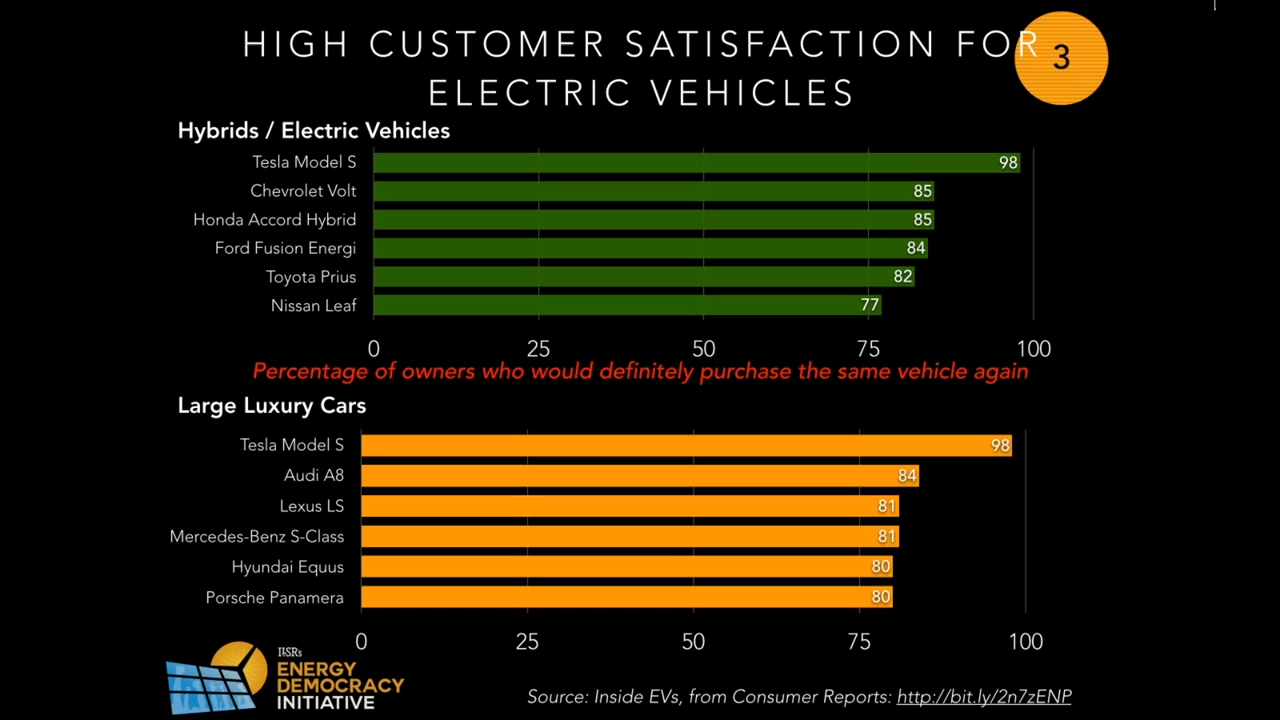 HIGH CUSTOMER SATISFACTION FOR
ELECTRIC VEHICLES
3
Hybrids / Electric Vehicles
Tesla Model S 98
Chevrolet Volt 85
Honda Accord Hybrid 85
Ford Fusion Energi 84
Toyota Prius 82
Nissan Leaf 77
0 25 50 75 100
Percentage of owners who would definitely purchase the same vehicle again
Large Luxury Cars
Tesla Model S 98
Audi A8 84
Lexus LS 81
Mercedes-Benz S-Class 81
Hyundai Equus 80
Porsche Panamera 80
0 25 50 75 100
ILSRs
ENERGY
DEMOCRACY
INITIATIVE
Source: Inside EVs, from Consumer Reports: http://bit.ly/2n7zENP